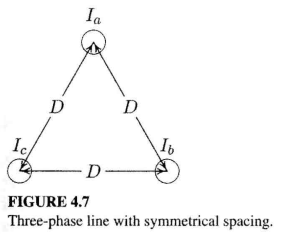 I_a
D D
I_c I_b
D
FIGURE 4.7
Three-phase line with symmetrical spacing.